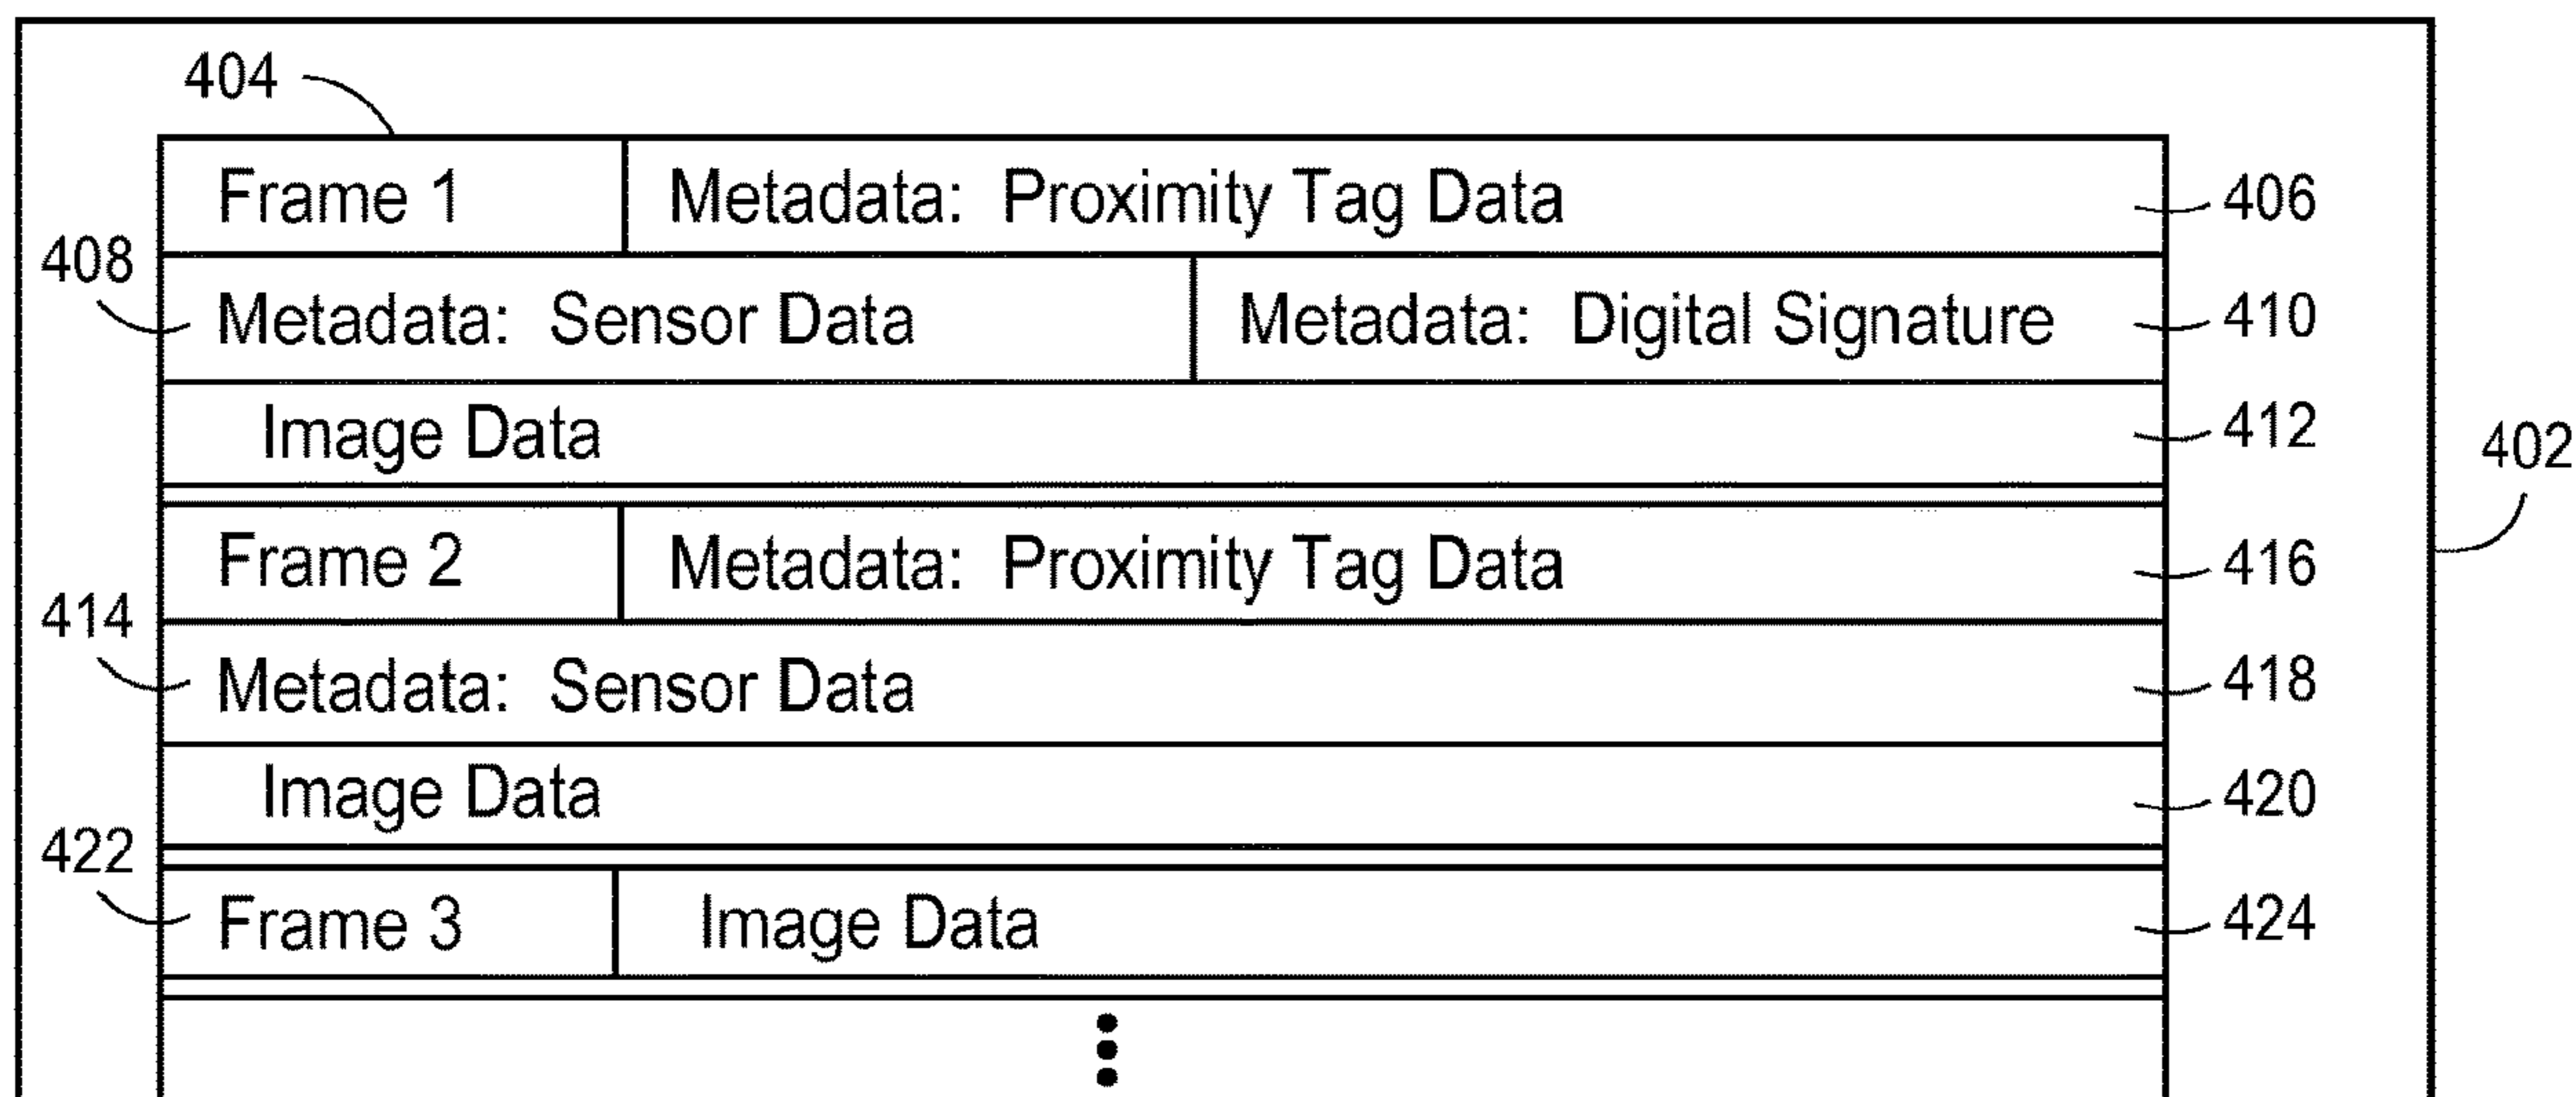 404
Frame 1 Metadata: Proximity Tag Data 406
408
Metadata: Sensor Data Metadata: Digital Signature 410
Image Data 412
402
Frame 2 Metadata: Proximity Tag Data 416
414
Metadata: Sensor Data 418
Image Data 420
422
Frame 3 Image Data 424